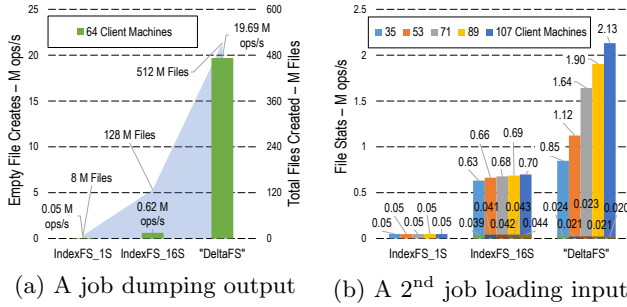 25
20
15
10
5
0
Empty File Creates – M ops/s
64 Client Machines
19.69 M
ops/s
512 M Files
128 M Files
8 M Files
0.05 M
ops/s
0.62 M
ops/s
600
480
360
240
120
0
Total Files Created – M Files
IndexFS_1S
IndexFS_16S
"DeltaFS"
(a) A job dumping output
2.5
2
1.5
1
0.5
0
File Stats – M ops/s
35 53 71 89 107 Client Machines
0.05 0.05 0.05
0.05 0.05
0.63
0.66
0.68
0.69
0.70
0.039
0.041
0.042
0.043
0.044
0.85
1.12
1.64
1.90
2.13
0.024
0.021
0.023
0.021
0.020
IndexFS_1S
IndexFS_16S
"DeltaFS"
(b) A 2nd job loading input